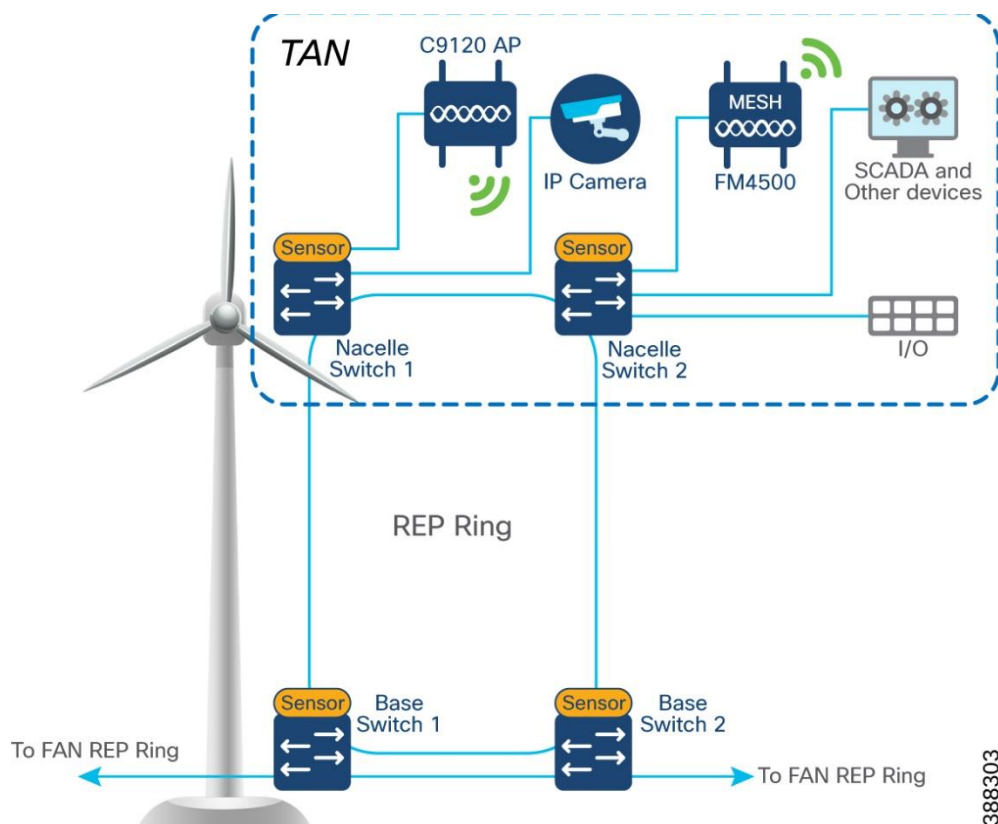 TAN
C9120 AP
IP Camera
MESH
FM4500
SCADA and
Other devices
Sensor
Sensor
Nacelle
Switch 1
Nacelle
Switch 2
I/O
REP Ring
Sensor
Base
Switch 1
Sensor
Base
Switch 2
To FAN REP Ring
To FAN REP Ring
388303